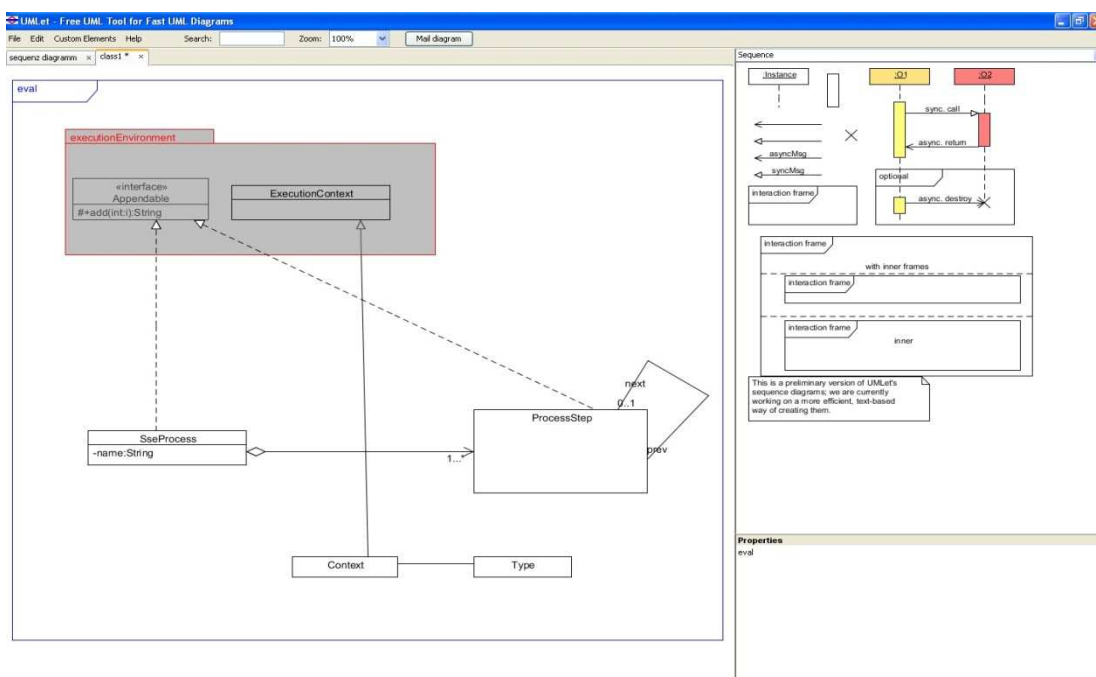 UMLet - Free UML Tool for Fast UML Diagrams
File Edit Custom Elements Help Search: Zoom: 100% Mail diagram
sequenz diagramm × class1 * ×
eval
executionEnvironment
«interface»
Appendable
#+add(int:i):String
ExecutionContext
next
0..1
ProcessStep
prev
SseProcess
-name:String
1...*
Context
Type
Sequence
:Instance
:O1
:O2
sync. call
async. return
asyncMsg
syncMsg
optional
interaction frame
async. destroy
interaction frame
with inner frames
interaction frame
interaction frame
inner
This is a preliminary version of UMLet's
sequence diagrams; we are currently
working on a more efficient, text-based
way of creating them.
Properties
eval